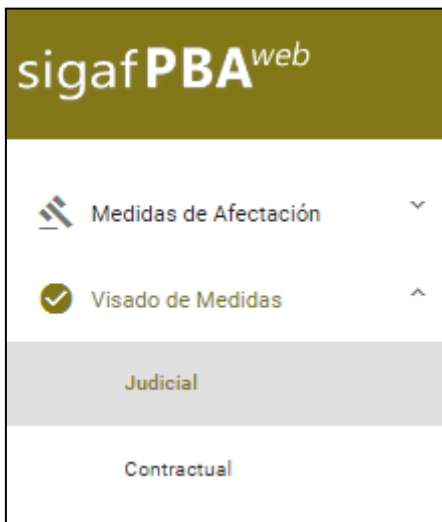 sigafPBAweb
Medidas de Afectación
Visado de Medidas
Judicial
Contractual